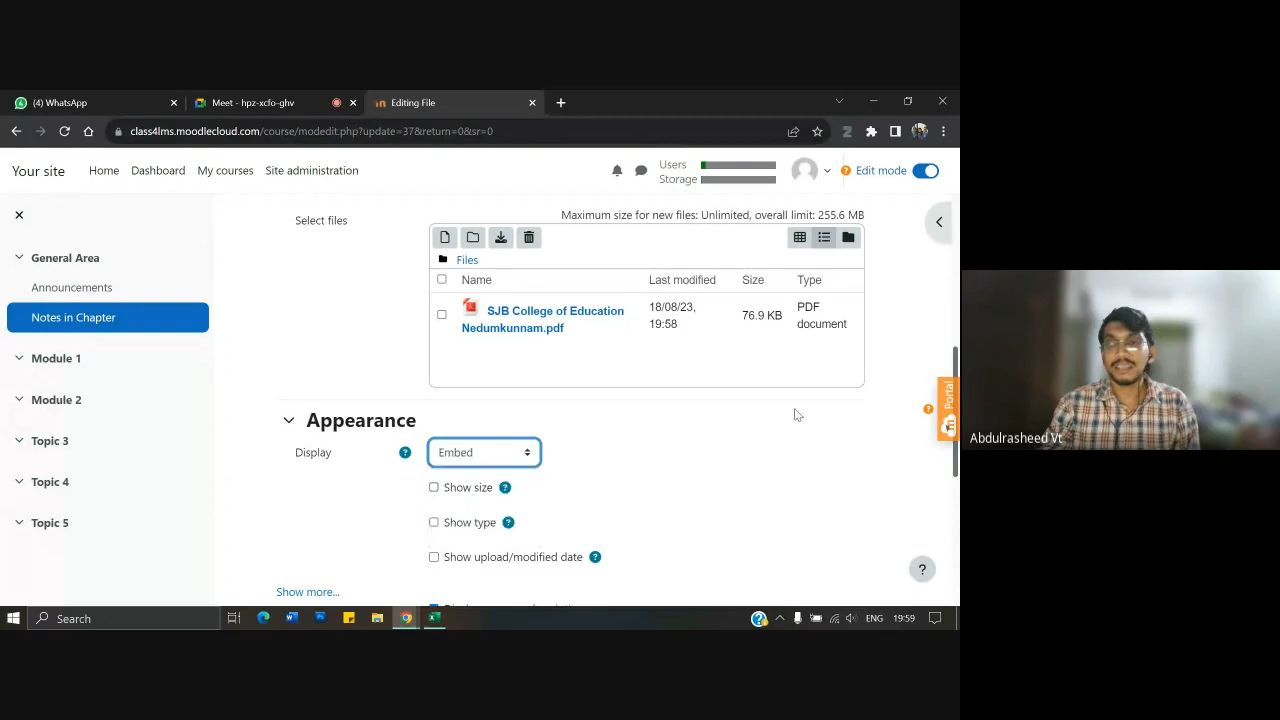 (4) WhatsApp
Meet - hpz-xcfo-ghv
Editing File
class4lms.moodlecloud.com/course/modedit.php?update=37&return=0&sr=0
Your site
Home
Dashboard
My courses
Site administration
Users
Storage
Edit mode
General Area
Announcements
Notes in Chapter
Module 1
Module 2
Topic 3
Topic 4
Topic 5
Select files
Maximum size for new files: Unlimited, overall limit: 255.6 MB
Files
Name
Last modified
Size
Type
SJB College of Education
Nedumkunnam.pdf
18/08/23,
19:58
76.9 KB
PDF
document
Appearance
Display
Embed
Show size
Show type
Show upload/modified date
Show more...
Portal
Abdulrasheed Vt
Search
ENG
19:59